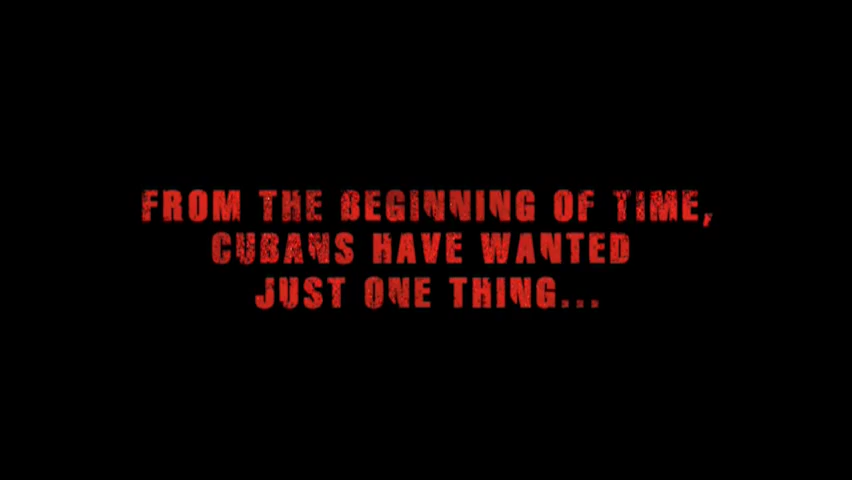 FROM THE BEGINNING OF TIME,
CUBANS HAVE WANTED
JUST ONE THING...